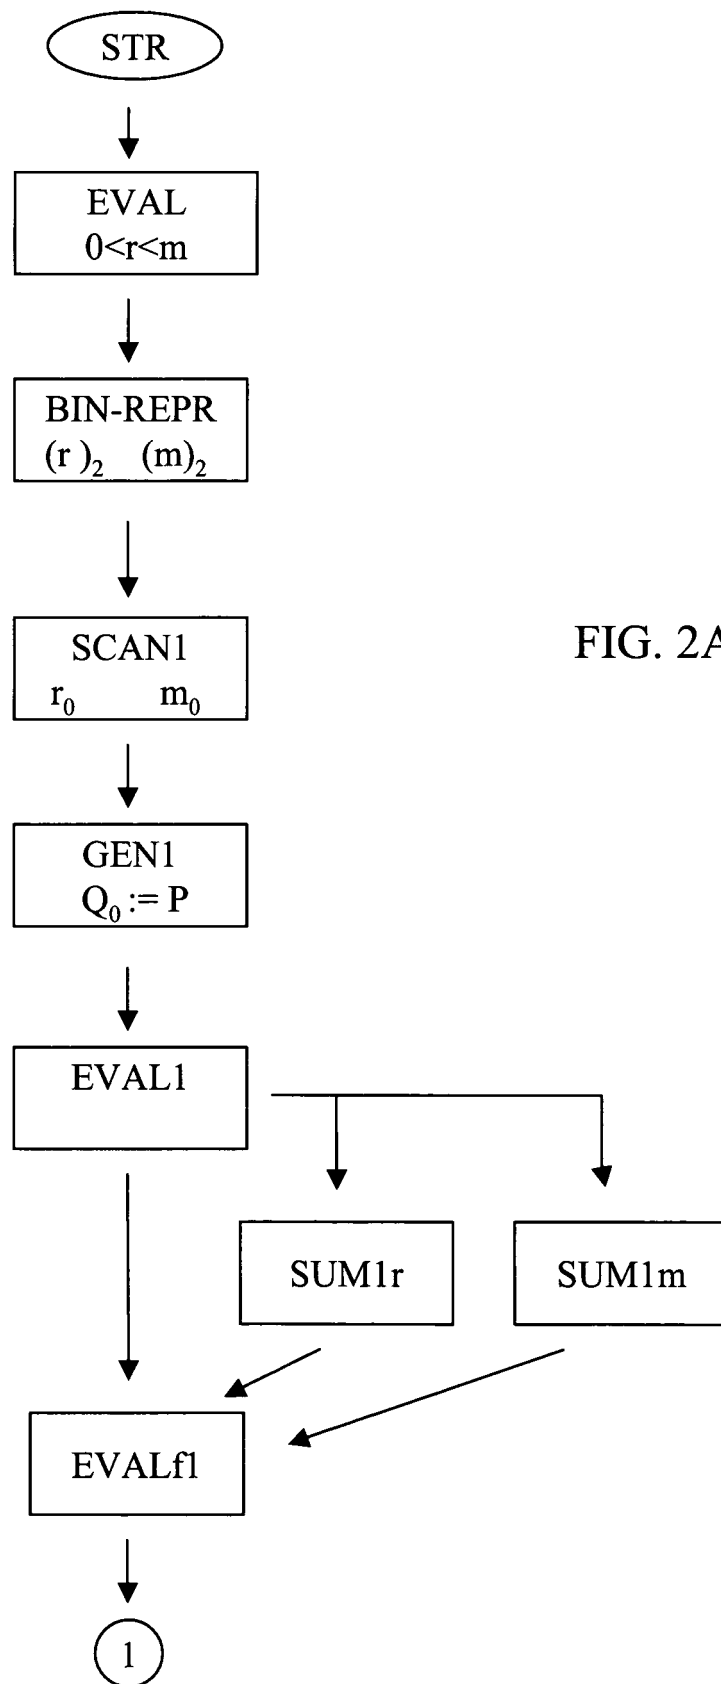 STR
EVAL
0<r<m
BIN-REPR
(r )₂ (m)₂
SCAN1
r₀ m₀
FIG. 2A
GEN1
Q₀ := P
EVAL1
SUM1r SUM1m
EVALf1
1